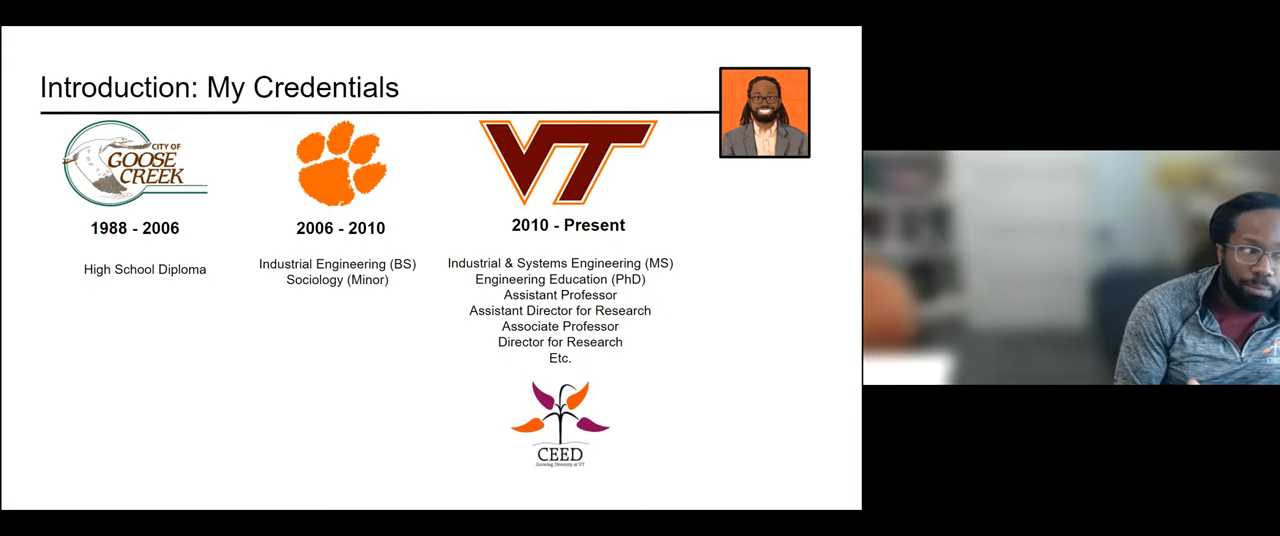 Introduction: My Credentials
CITY OF
GOOSE
CREEK
VT
1988 - 2006
2006 - 2010
2010 - Present
High School Diploma
Industrial Engineering (BS)
Sociology (Minor)
Industrial & Systems Engineering (MS)
Engineering Education (PhD)
Assistant Professor
Assistant Director for Research
Associate Professor
Director for Research
Etc.
CEED
Growing Diversity at VT
CEED